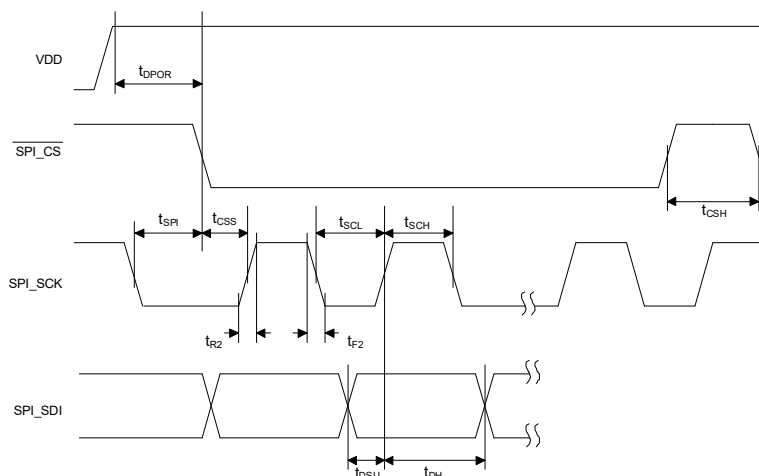 VDD
tDPOR
SPI_CS
tSPI
tCSS
tSCL
tSCH
tCSH
SPI_SCK
tR2
tF2
SPI_SDI
tDSU
tDH